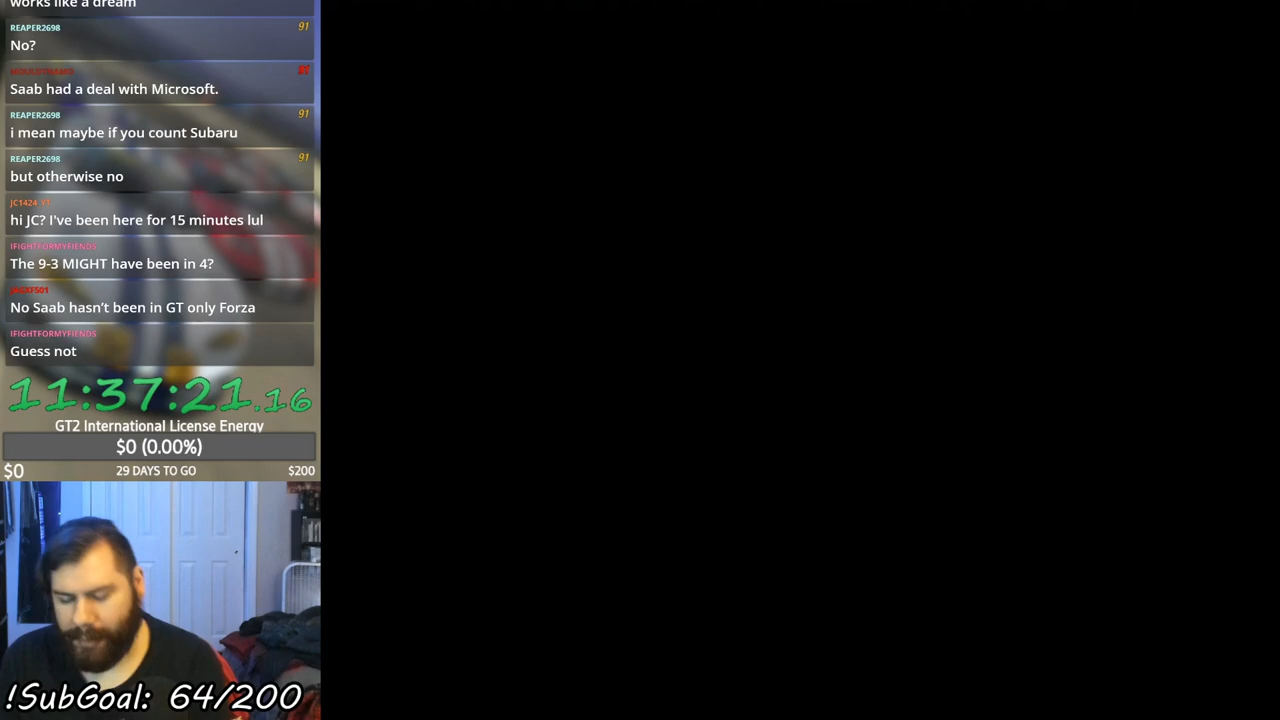 works like a dream
REAPER2698 91
No?
Saab had a deal with Microsoft.
REAPER2698 91
i mean maybe if you count Subaru
REAPER2698 91
but otherwise no
JC1424_YT
hi JC? I've been here for 15 minutes lul
IFIGHTFORMYFIENDS
The 9-3 MIGHT have been in 4?
No Saab hasn’t been in GT only Forza
IFIGHTFORMYFIENDS
Guess not
11:37:21.16
GT2 International License Energy
$0 (0.00%)
$0 29 DAYS TO GO $200
!SubGoal: 64/200